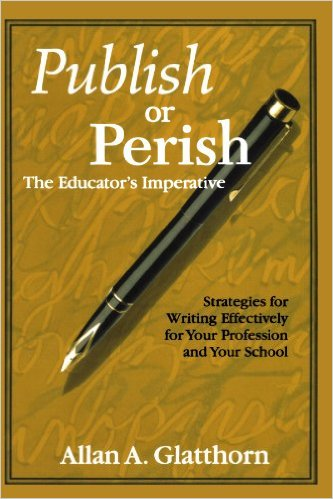 Publish
or
Perish
The Educator's Imperative
Strategies for
Writing Effectively
for Your Profession
and Your School
Allan A. Glatthorn